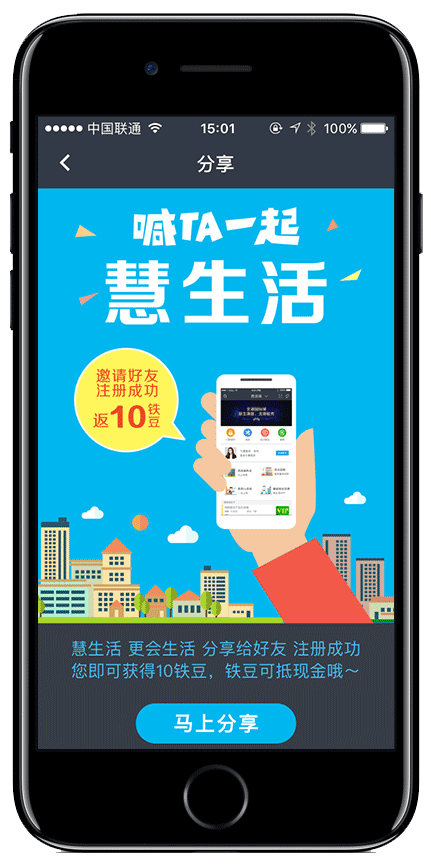 中国联通
15:01
100%
分享
喊TA一起
慧生活
邀请好友
注册成功
返10铁豆
VIP
慧生活 更会生活 分享给好友 注册成功
您即可获得10铁豆，铁豆可抵现金哦～
马上分享